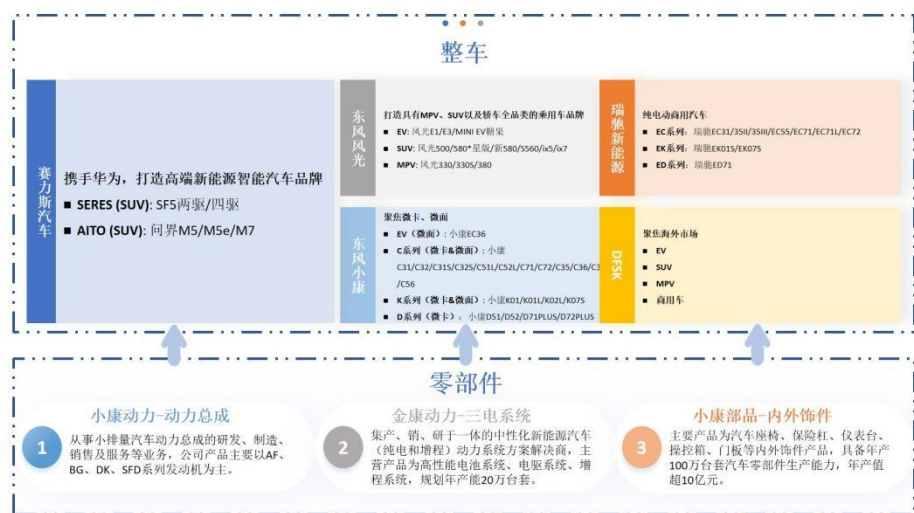 整车
赛力斯汽车
携手华为，打造高端新能源智能汽车品牌
■ SERES (SUV): SF5两驱/四驱
■ AITO (SUV): 问界M5/M5e/M7
东风风光
打造具有MPV、SUV以及轿车全品类的乘用车品牌
■ EV: 风光E1/E3/MINI EV糖果
■ SUV: 风光500/580*星版/新580/S560/ix5/ix7
■ MPV: 风光330/330S/380
瑞驰新能源
纯电动商用汽车
■ EC系列：瑞驰EC31/35II/35III/EC55/EC71/EC71L/EC72
■ EK系列：瑞驰EK01S/EK07S
■ ED系列：瑞驰ED71
东风小康
聚焦微卡、微面
■ EV（微面）: 小康EC36
■ C系列（微卡&微面）: 小康
C31/C32/C31S/C32S/C51L/C52L/C71/C72/C35/C36/C3
/C56
■ K系列（微卡&微面）: 小康K01/K01L/K02L/K07S
■ D系列（微卡）：小康D51/D52/D71PLUS/D72PLUS
DFSK
聚焦海外市场
■ EV
■ SUV
■ MPV
■ 商用车
零部件
1
小康动力-动力总成
从事小排量汽车动力总成的研发、制造、
销售及服务等业务，公司产品主要以AF、
BG、DK、SFD系列发动机为主。
2
金康动力-三电系统
集产、销、研于一体的中性化新能源汽车
（纯电和增程）动力系统方案解决商，主
营产品为高性能电池系统、电驱系统、增
程系统，规划年产能20万台套。
3
小康部品-内外饰件
主要产品为汽车座椅、保险杠、仪表台、
操控箱、门板等内外饰件产品，具备年产
100万台套汽车零部件生产能力，年产值
超10亿元。